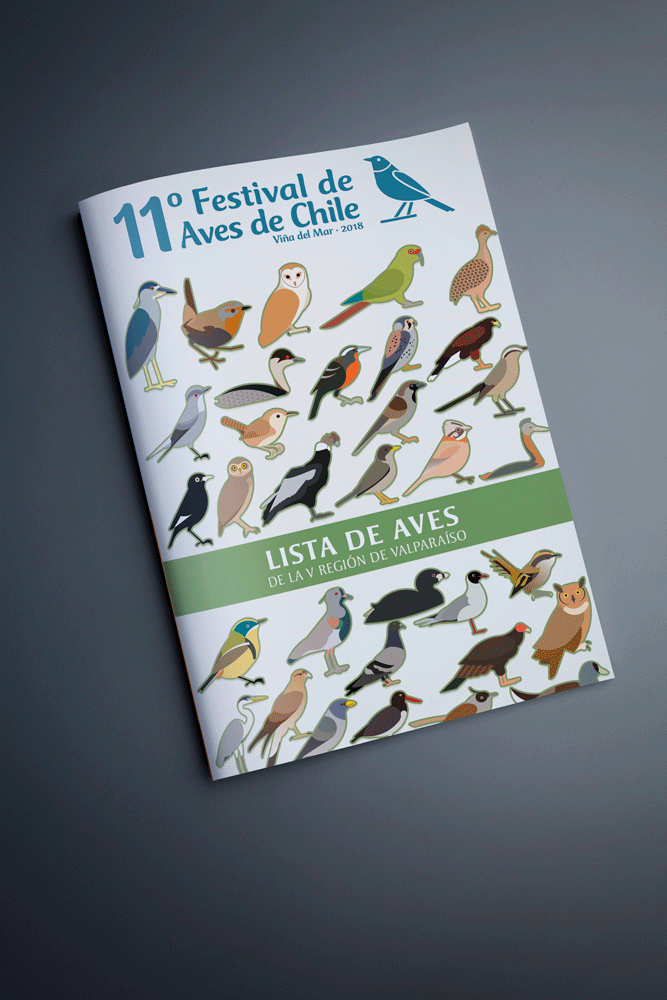 11º Festival de
Aves de Chile
Viña del Mar · 2018
LISTA DE AVES
DE LA V REGIÓN DE VALPARAÍSO